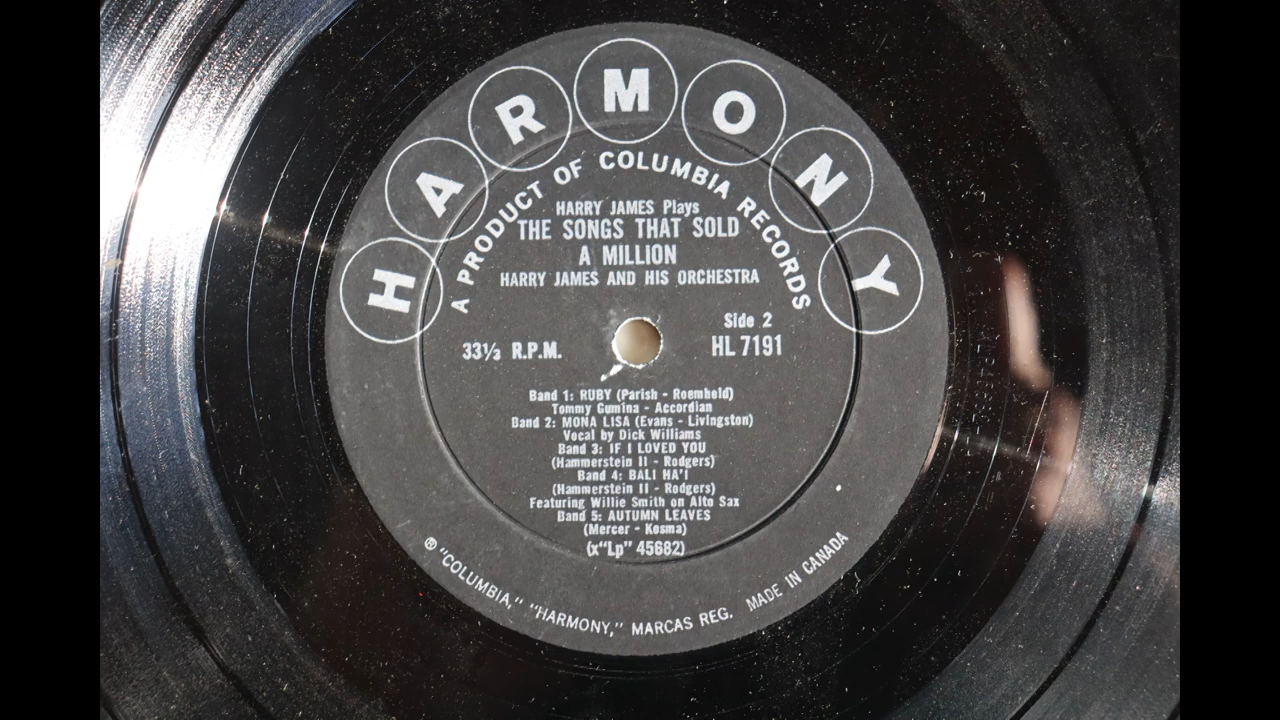 HARMONY
A PRODUCT OF COLUMBIA RECORDS
HARRY JAMES Plays
THE SONGS THAT SOLD
A MILLION
HARRY JAMES AND HIS ORCHESTRA
Side 2
33⅓ R.P.M.
HL 7191
Band 1: RUBY (Parish - Roemheld)
Tommy Gumina - Accordian
Band 2: MONA LISA (Evans - Livingston)
Vocal by Dick Williams
Band 3: IF I LOVED YOU
(Hammerstein II - Rodgers)
Band 4: BALI HA'I
(Hammerstein II - Rodgers)
Featuring Willie Smith on Alto Sax
Band 5: AUTUMN LEAVES
(Mercer - Kosma)
(x"Lp" 45682)
® "COLUMBIA," "HARMONY," MARCAS REG. MADE IN CANADA